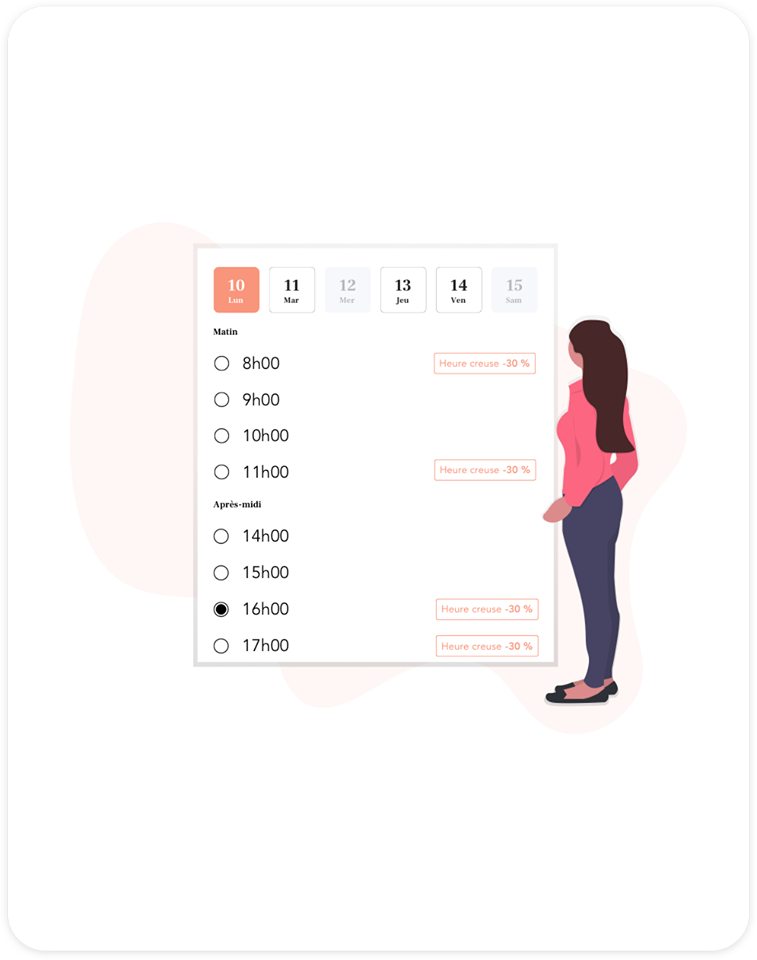 10 11 12 13 14 15
Lun Mar Mer Jeu Ven Sam
Matin
8h00 Heure creuse -30 %
9h00
10h00
11h00 Heure creuse -30 %
Après-midi
14h00
15h00
16h00 Heure creuse -30 %
17h00 Heure creuse -30 %